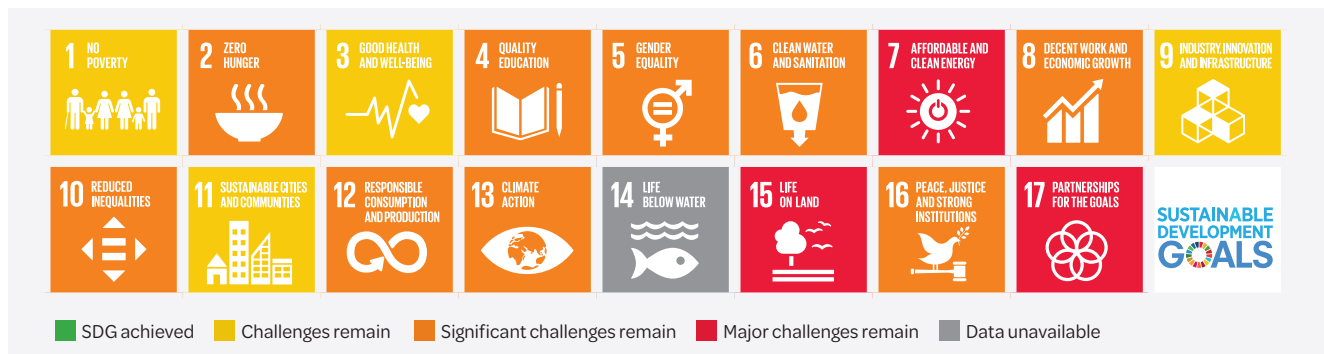 1 NO
POVERTY
2 ZERO
HUNGER
3 GOOD HEALTH
AND WELL-BEING
4 QUALITY
EDUCATION
5 GENDER
EQUALITY
6 CLEAN WATER
AND SANITATION
7 AFFORDABLE AND
CLEAN ENERGY
8 DECENT WORK AND
ECONOMIC GROWTH
9 INDUSTRY, INNOVATION
AND INFRASTRUCTURE
10 REDUCED
INEQUALITIES
11 SUSTAINABLE CITIES
AND COMMUNITIES
12 RESPONSIBLE
CONSUMPTION
AND PRODUCTION
13 CLIMATE
ACTION
14 LIFE
BELOW WATER
15 LIFE
ON LAND
16 PEACE, JUSTICE
AND STRONG
INSTITUTIONS
17 PARTNERSHIPS
FOR THE GOALS
SUSTAINABLE
DEVELOPMENT
GOALS
SDG achieved Challenges remain Significant challenges remain Major challenges remain Data unavailable